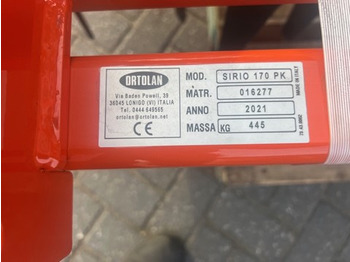 ORTOLAN
Via Baden Powell, 38
36045 LONIGO (VI) ITALIA
Tel. 0444 646565
ortolan@ortolan.net
CE
MOD. SIRIO 170 PK
MATR. 016277
ANNO 2021
MASSA KG 445
MADE IN ITALY